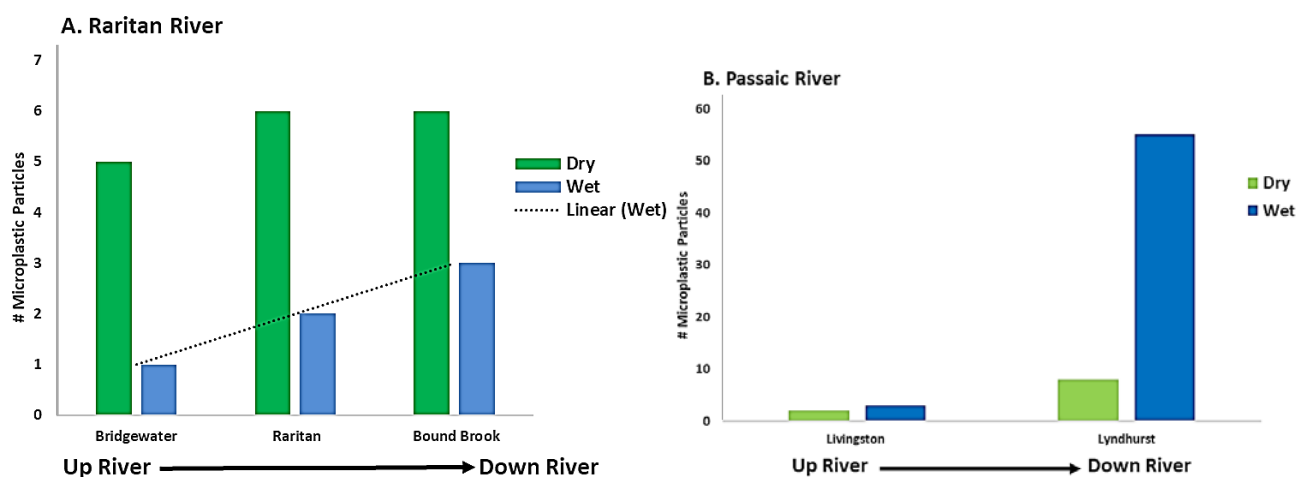 A. Raritan River
# Microplastic Particles
7
6
5
4
3
2
1
0
Bridgewater
Raritan
Bound Brook
Up River
Down River
Dry
Wet
Linear (Wet)
B. Passaic River
# Microplastic Particles
60
50
40
30
20
10
0
Livingston
Lyndhurst
Up River
Down River
Dry
Wet